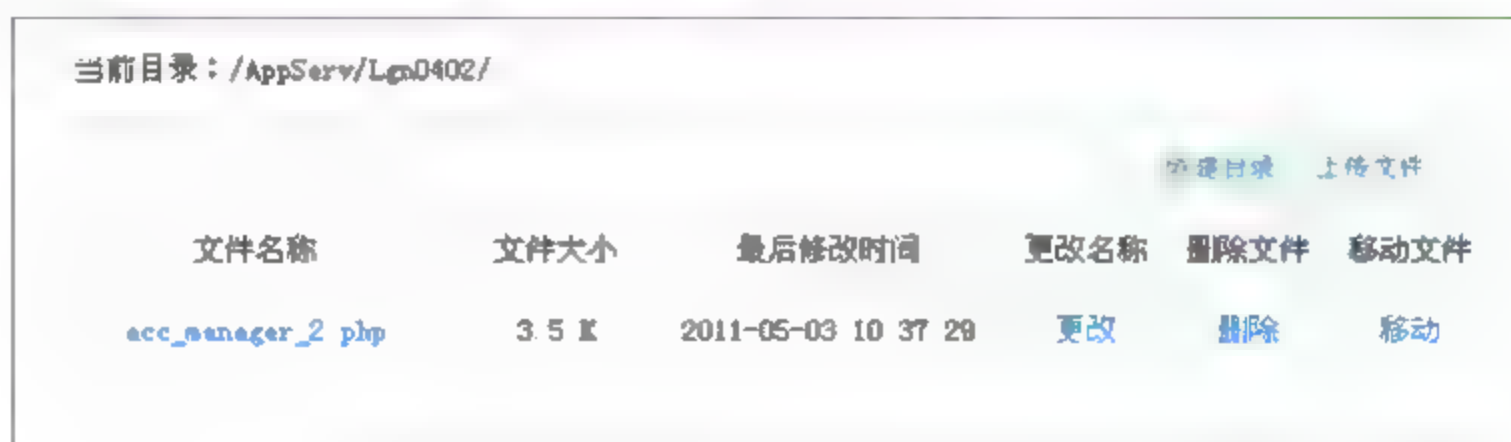 当前目录：/AppServ/Lgn0402/
创建目录 上传文件
文件名称 文件大小 最后修改时间 更改名称 删除文件 移动文件
acc_manager_2.php 3.5 K 2011-05-03 10:37:29 更改 删除 移动